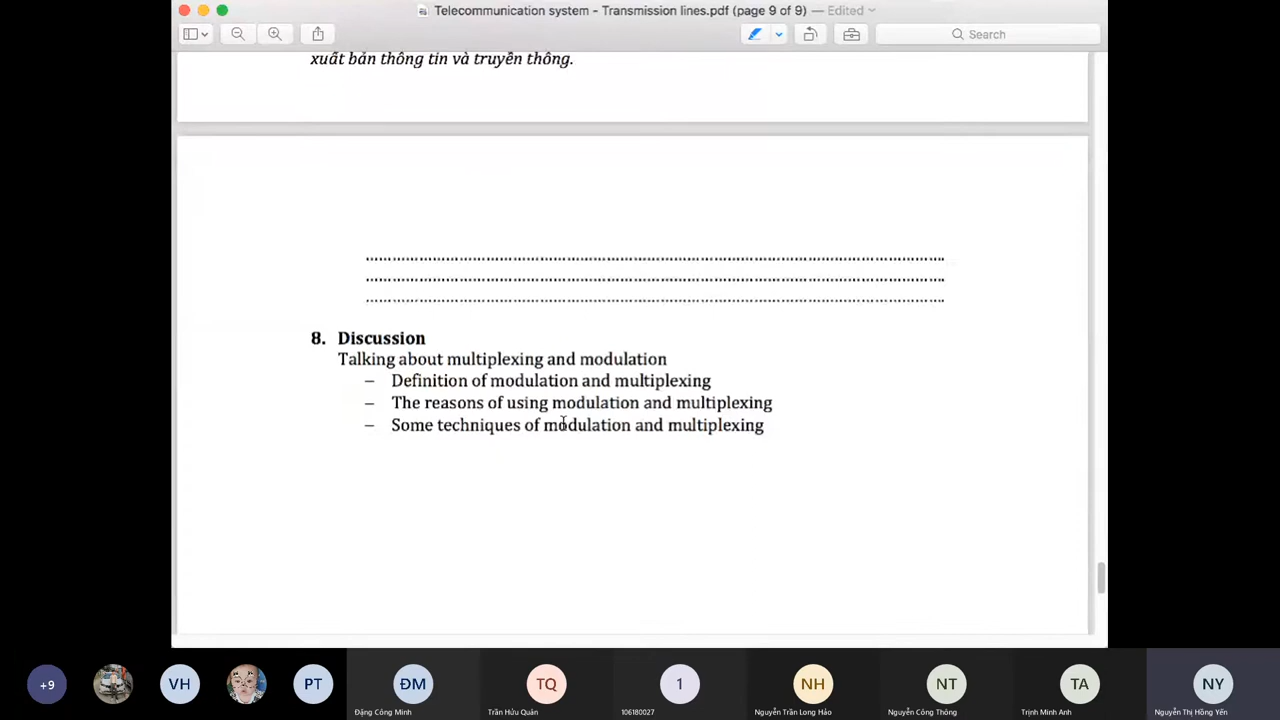 Telecommunication system - Transmission lines.pdf (page 9 of 9) — Edited
Search
xuất bản thông tin và truyền thông.
8. Discussion
Talking about multiplexing and modulation
– Definition of modulation and multiplexing
– The reasons of using modulation and multiplexing
– Some techniques of modulation and multiplexing
+9 VH PT ĐM TQ 1 NH NT TA NY
Đặng Công Minh Trần Hữu Quân 106180027 Nguyễn Trần Long Hảo Nguyễn Công Thông Trịnh Minh Anh Nguyễn Thị Hồng Yến